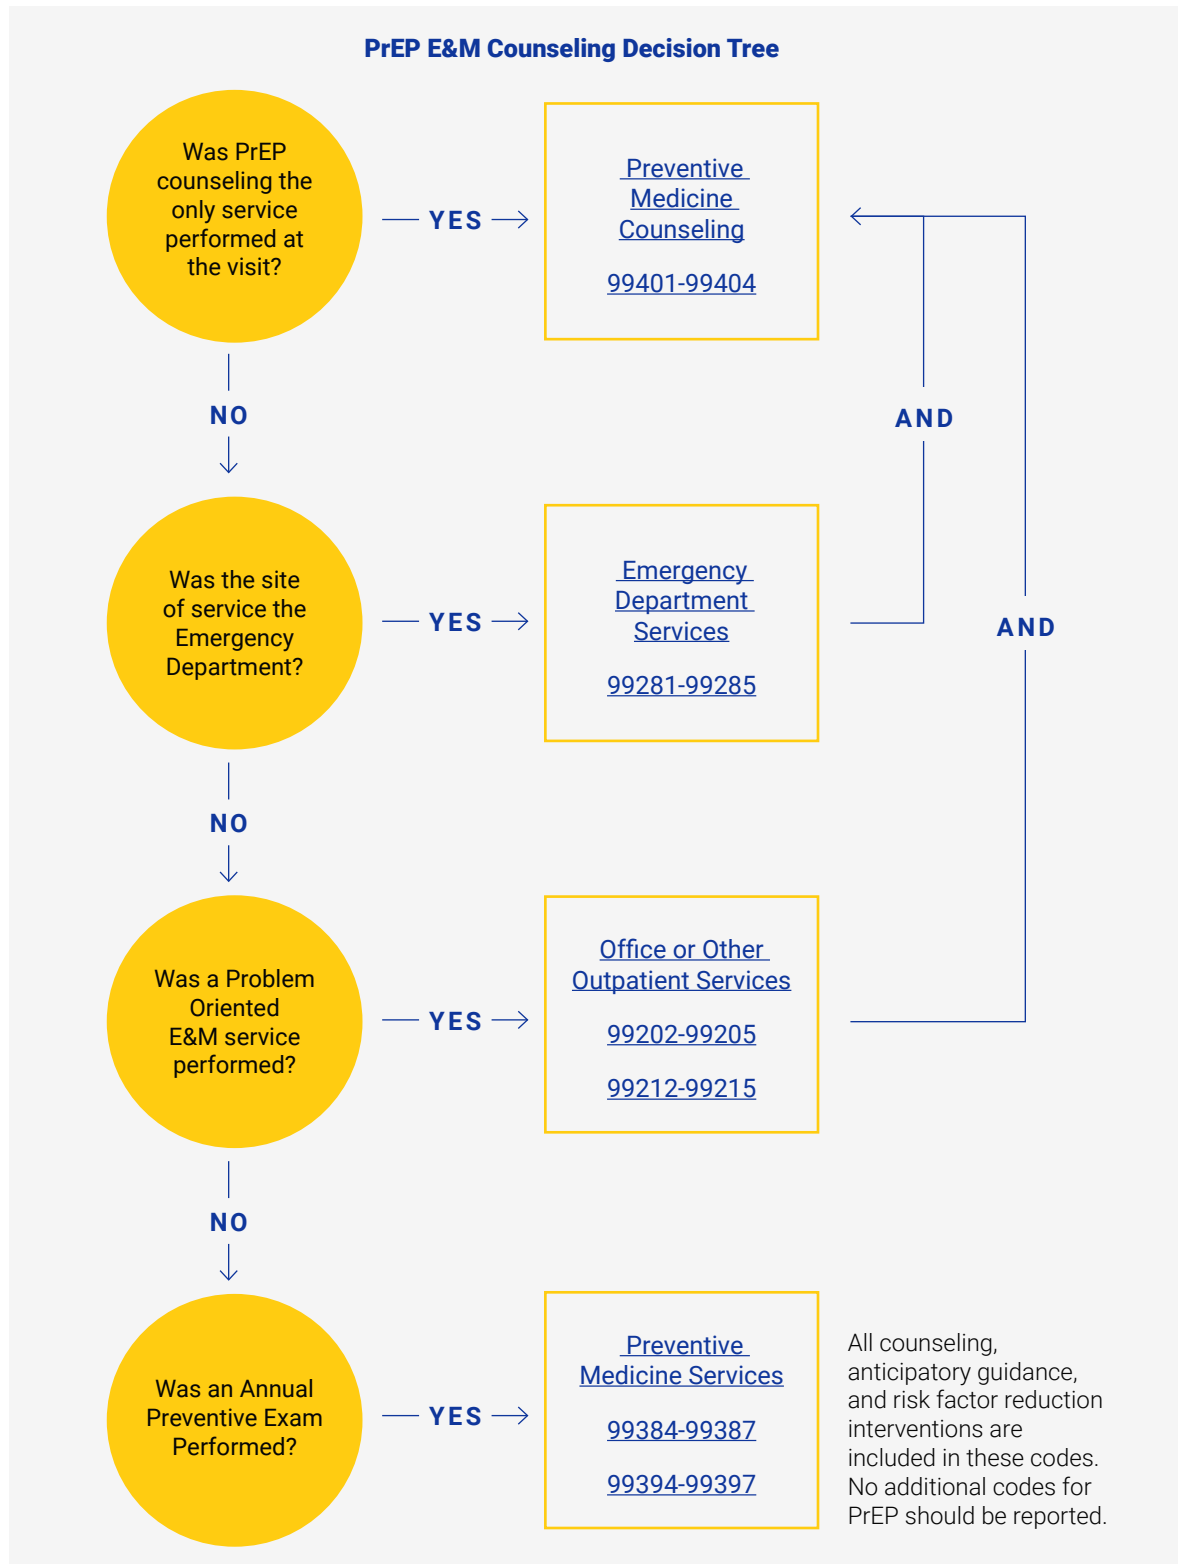 PrEP E&M Counseling Decision Tree
Was PrEP
counseling the
only service
performed at
the visit?
YES
Preventive
Medicine
Counseling
99401-99404
NO
AND
Was the site
of service the
Emergency
Department?
YES
Emergency
Department
Services
99281-99285
AND
NO
Was a Problem
Oriented
E&M service
performed?
YES
Office or Other
Outpatient Services
99202-99205
99212-99215
NO
Was an Annual
Preventive Exam
Performed?
YES
Preventive
Medicine Services
99384-99387
99394-99397
All counseling,
anticipatory guidance,
and risk factor reduction
interventions are
included in these codes.
No additional codes for
PrEP should be reported.